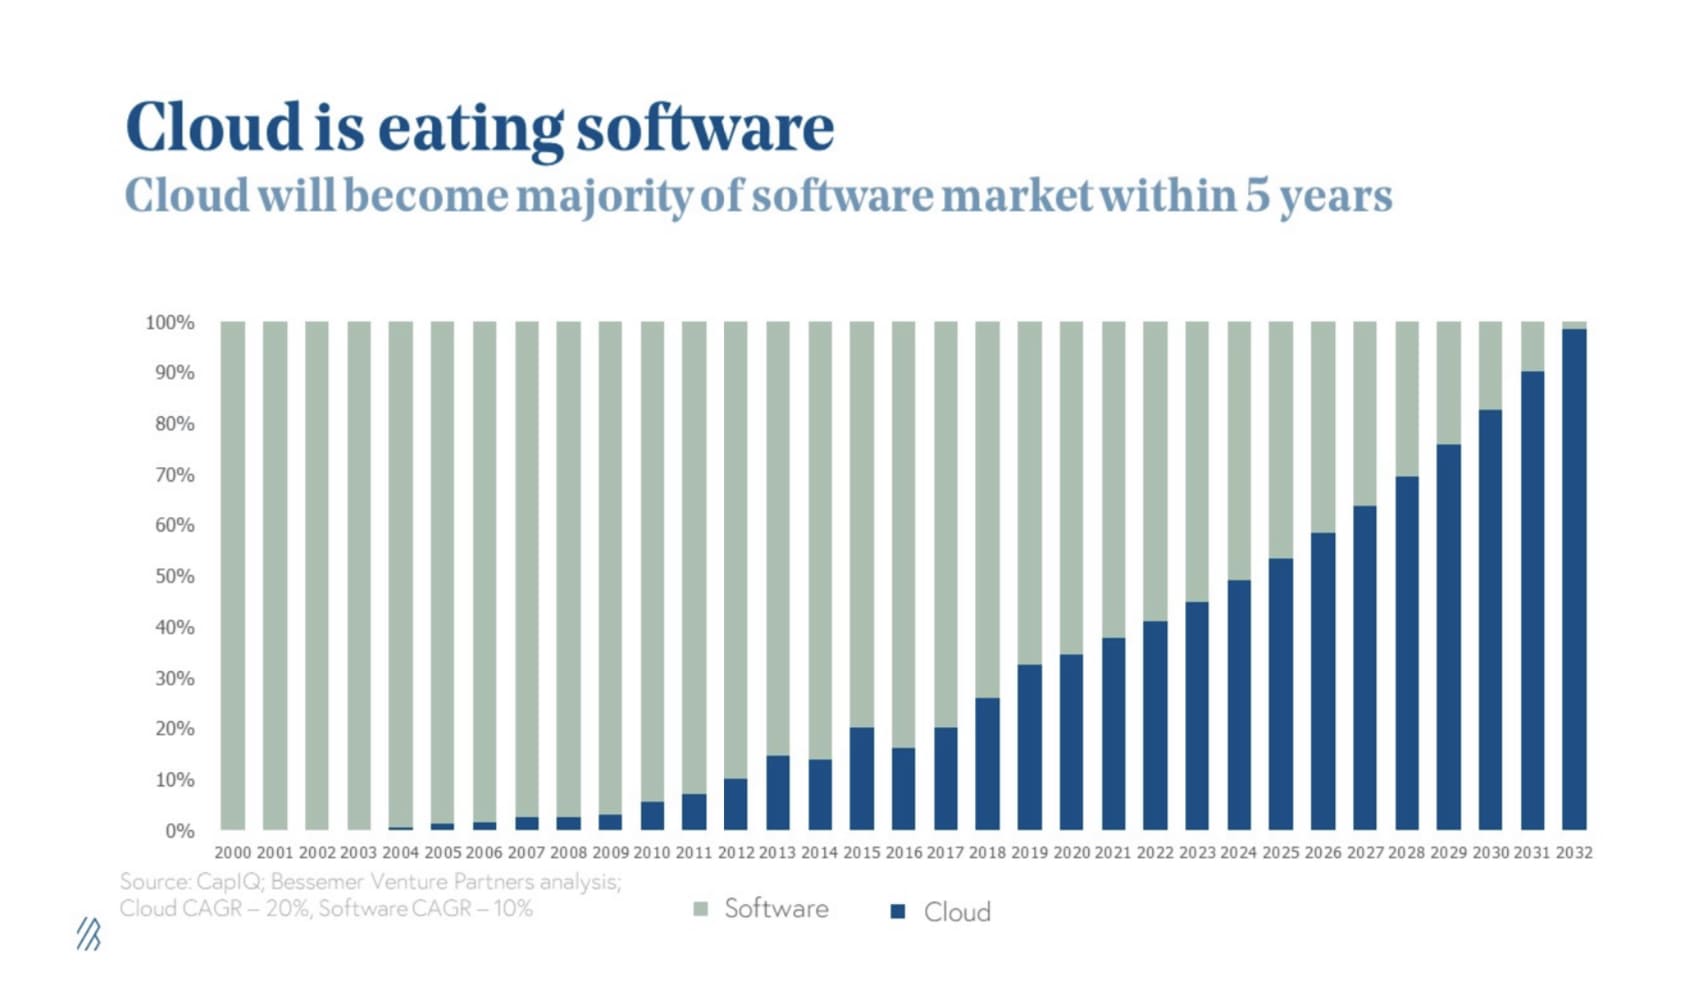 Cloud is eating software
Cloud will become majority of software market within 5 years
100%
90%
80%
70%
60%
50%
40%
30%
20%
10%
0%
2000 2001 2002 2003 2004 2005 2006 2007 2008 2009 2010 2011 2012 2013 2014 2015 2016 2017 2018 2019 2020 2021 2022 2023 2024 2025 2026 2027 2028 2029 2030 2031 2032
Source: CapIQ; Bessemer Venture Partners analysis;
Cloud CAGR – 20%, Software CAGR – 10%
Software Cloud